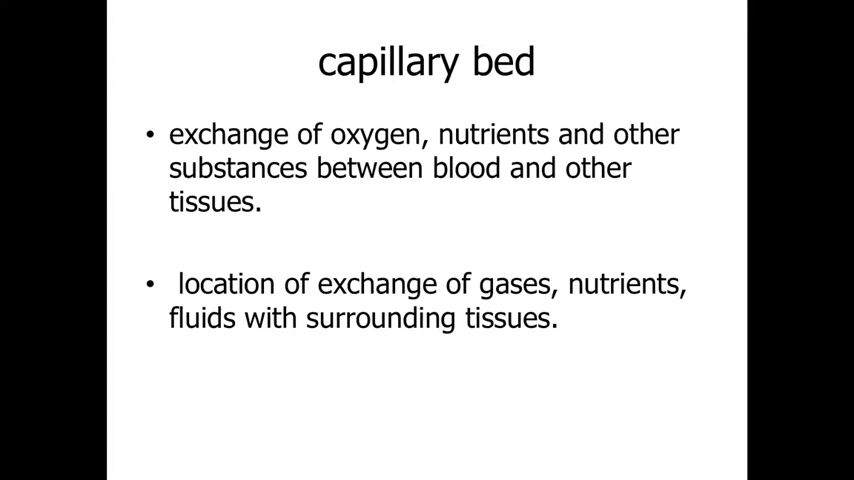 capillary bed
• exchange of oxygen, nutrients and other
substances between blood and other
tissues.
• location of exchange of gases, nutrients,
fluids with surrounding tissues.